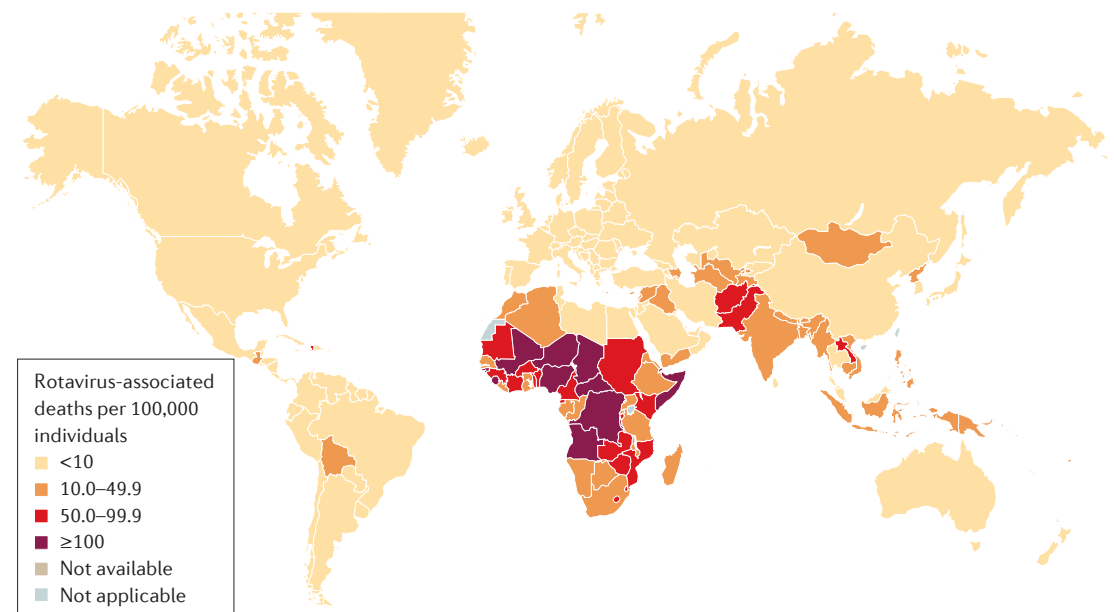 Rotavirus-associated
deaths per 100,000
individuals
<10
10.0–49.9
50.0–99.9
≥100
Not available
Not applicable